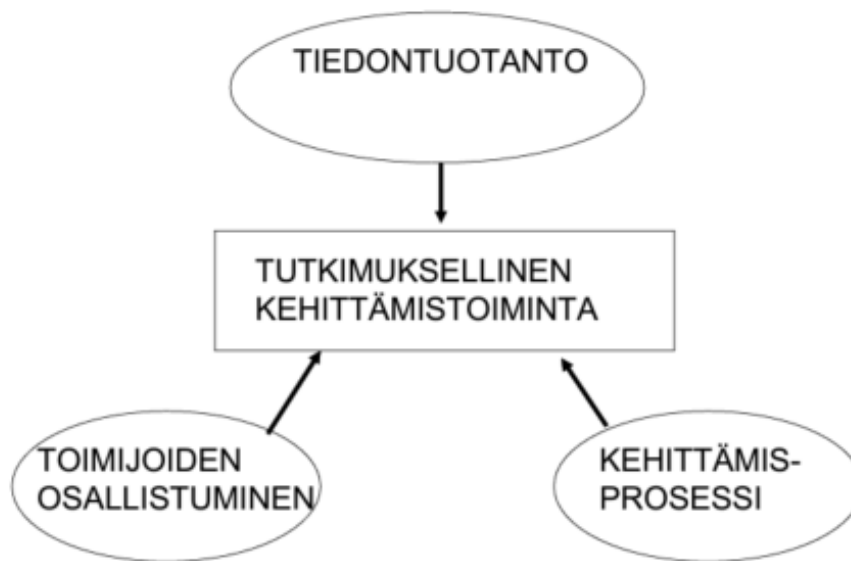 TIEDONTUOTANTO
TUTKIMUKSELLINEN
KEHITTÄMISTOIMINTA
TOIMIJOIDEN
OSALLISTUMINEN
KEHITTÄMIS-
PROSESSI